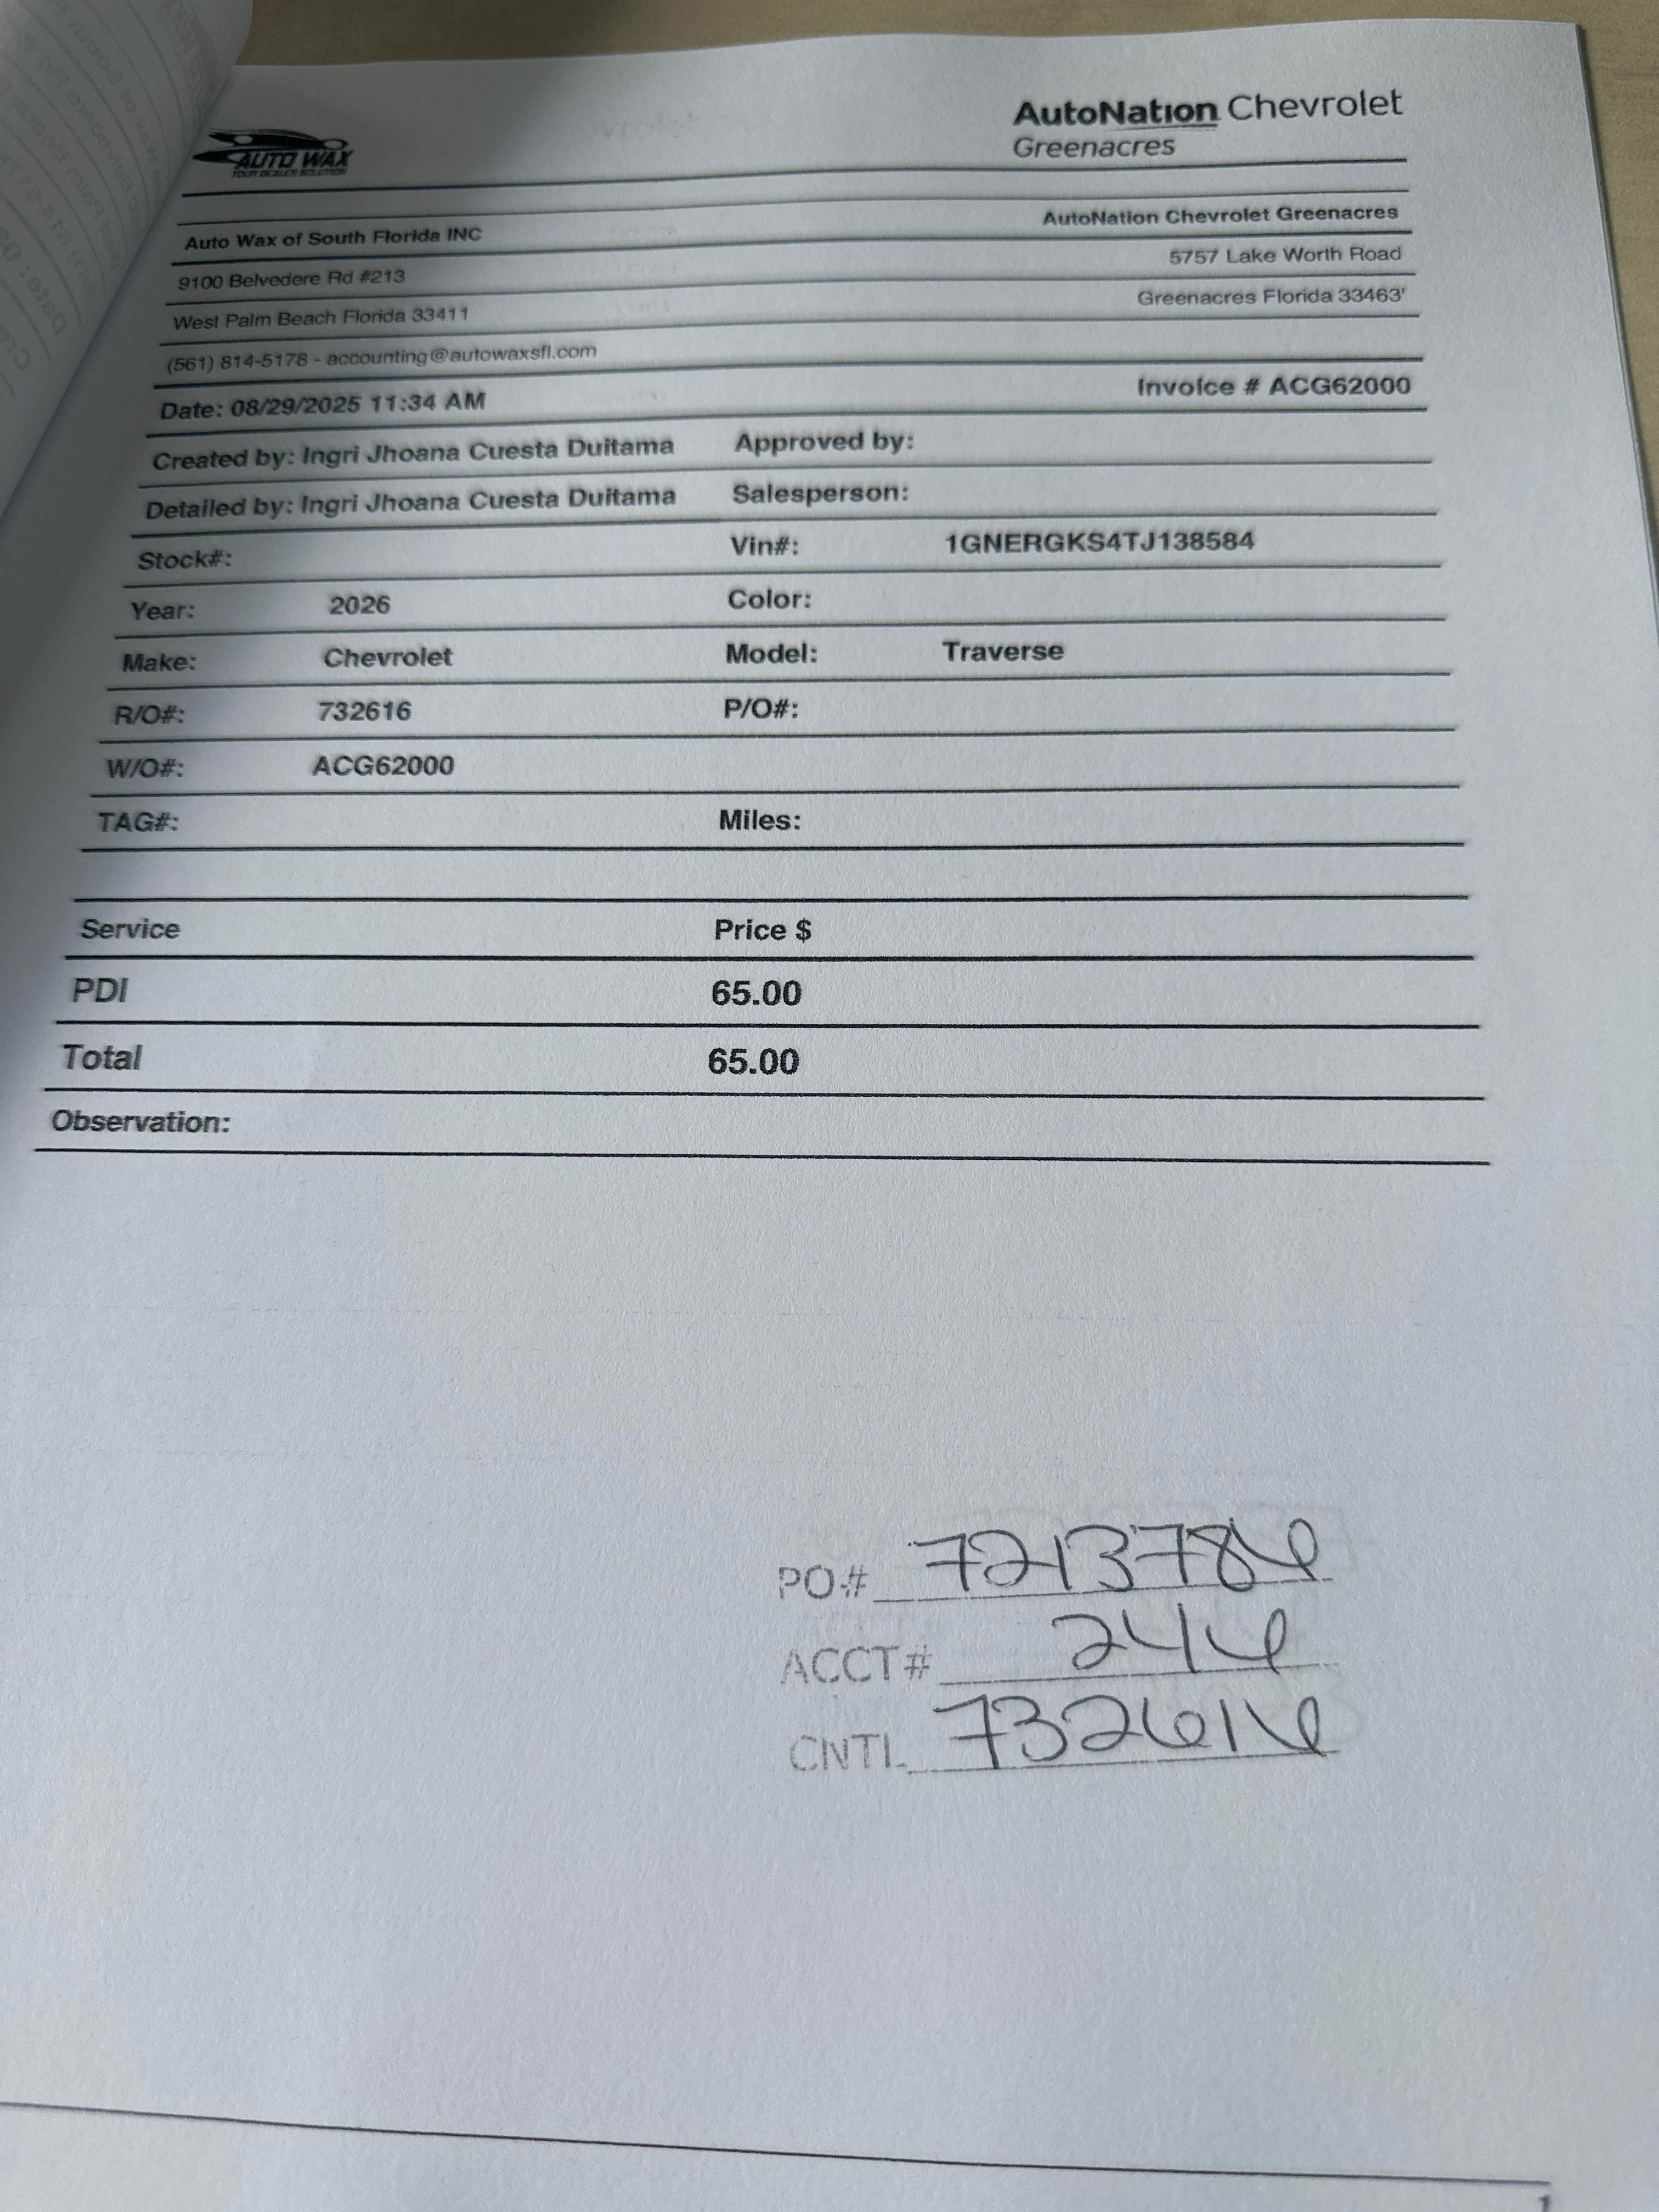 AUTO WAX
YOUR DEALER SOLUTION
AutoNation Chevrolet
Greenacres
Auto Wax of South Florida INC
AutoNation Chevrolet Greenacres
9100 Belvedere Rd #213
5757 Lake Worth Road
West Palm Beach Florida 33411
Greenacres Florida 33463'
(561) 814-5178 - accounting@autowaxsfl.com
Date: 08/29/2025 11:34 AM
Invoice # ACG62000
Created by: Ingri Jhoana Cuesta Duitama Approved by:
Detailed by: Ingri Jhoana Cuesta Duitama Salesperson:
Stock#: Vin#: 1GNERGKS4TJ138584
Year: 2026 Color:
Make: Chevrolet Model: Traverse
R/O#: 732616 P/O#:
W/O#: ACG62000
TAG#: Miles:
Service Price $
PDI 65.00
Total 65.00
Observation:
PO# 7213786
ACCT# 246
CNTL 732616
1